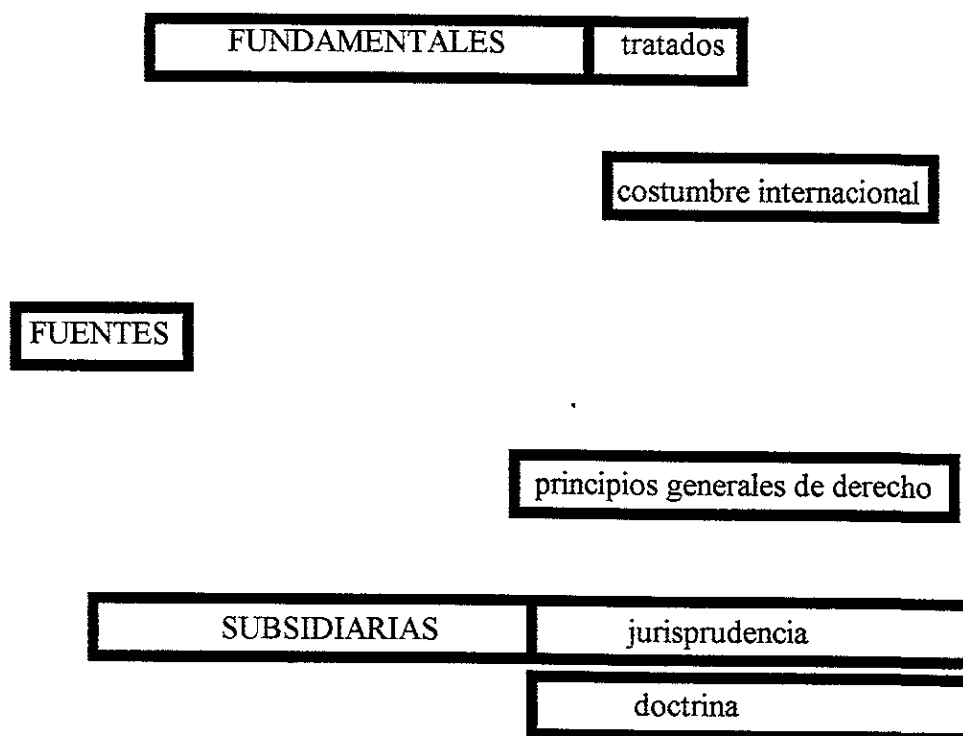 FUNDAMENTALES tratados
costumbre internacional
FUENTES
principios generales de derecho
SUBSIDIARIAS jurisprudencia
doctrina